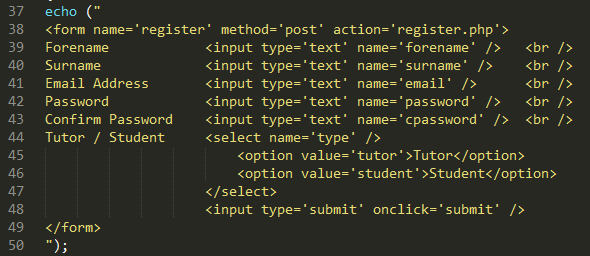 37 echo ("
38 <form name='register' method='post' action='register.php'>
39 Forename <input type='text' name='forename' /> <br />
40 Surname <input type='text' name='surname' /> <br />
41 Email Address <input type='text' name='email' /> <br />
42 Password <input type='text' name='password' /> <br />
43 Confirm Password <input type='text' name='cpassword' /> <br />
44 Tutor / Student <select name='type' />
45 <option value='tutor'>Tutor</option>
46 <option value='student'>Student</option>
47 </select>
48 <input type='submit' onclick='submit' />
49 </form>
50 ");